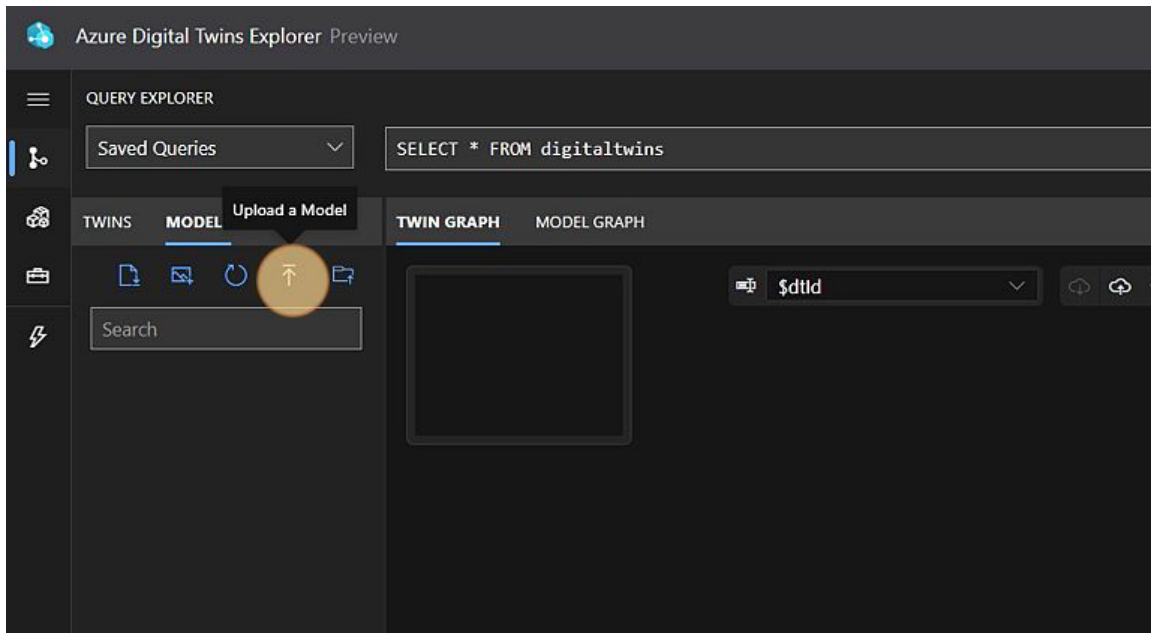 Azure Digital Twins Explorer Preview
QUERY EXPLORER
Saved Queries
SELECT * FROM digitaltwins
Upload a Model
TWINS MODEL
TWIN GRAPH MODEL GRAPH
$dtId
Search